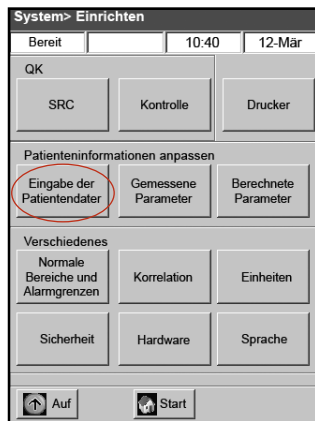 System> Einrichten
Bereit 10:40 12-Mär
QK
SRC Kontrolle Drucker
Patienteninformationen anpassen
Eingabe der Patientendater
Gemessene Parameter
Berechnete Parameter
Verschiedenes
Normale Bereiche und Alarmgrenzen
Korrelation
Einheiten
Sicherheit Hardware Sprache
Auf Start